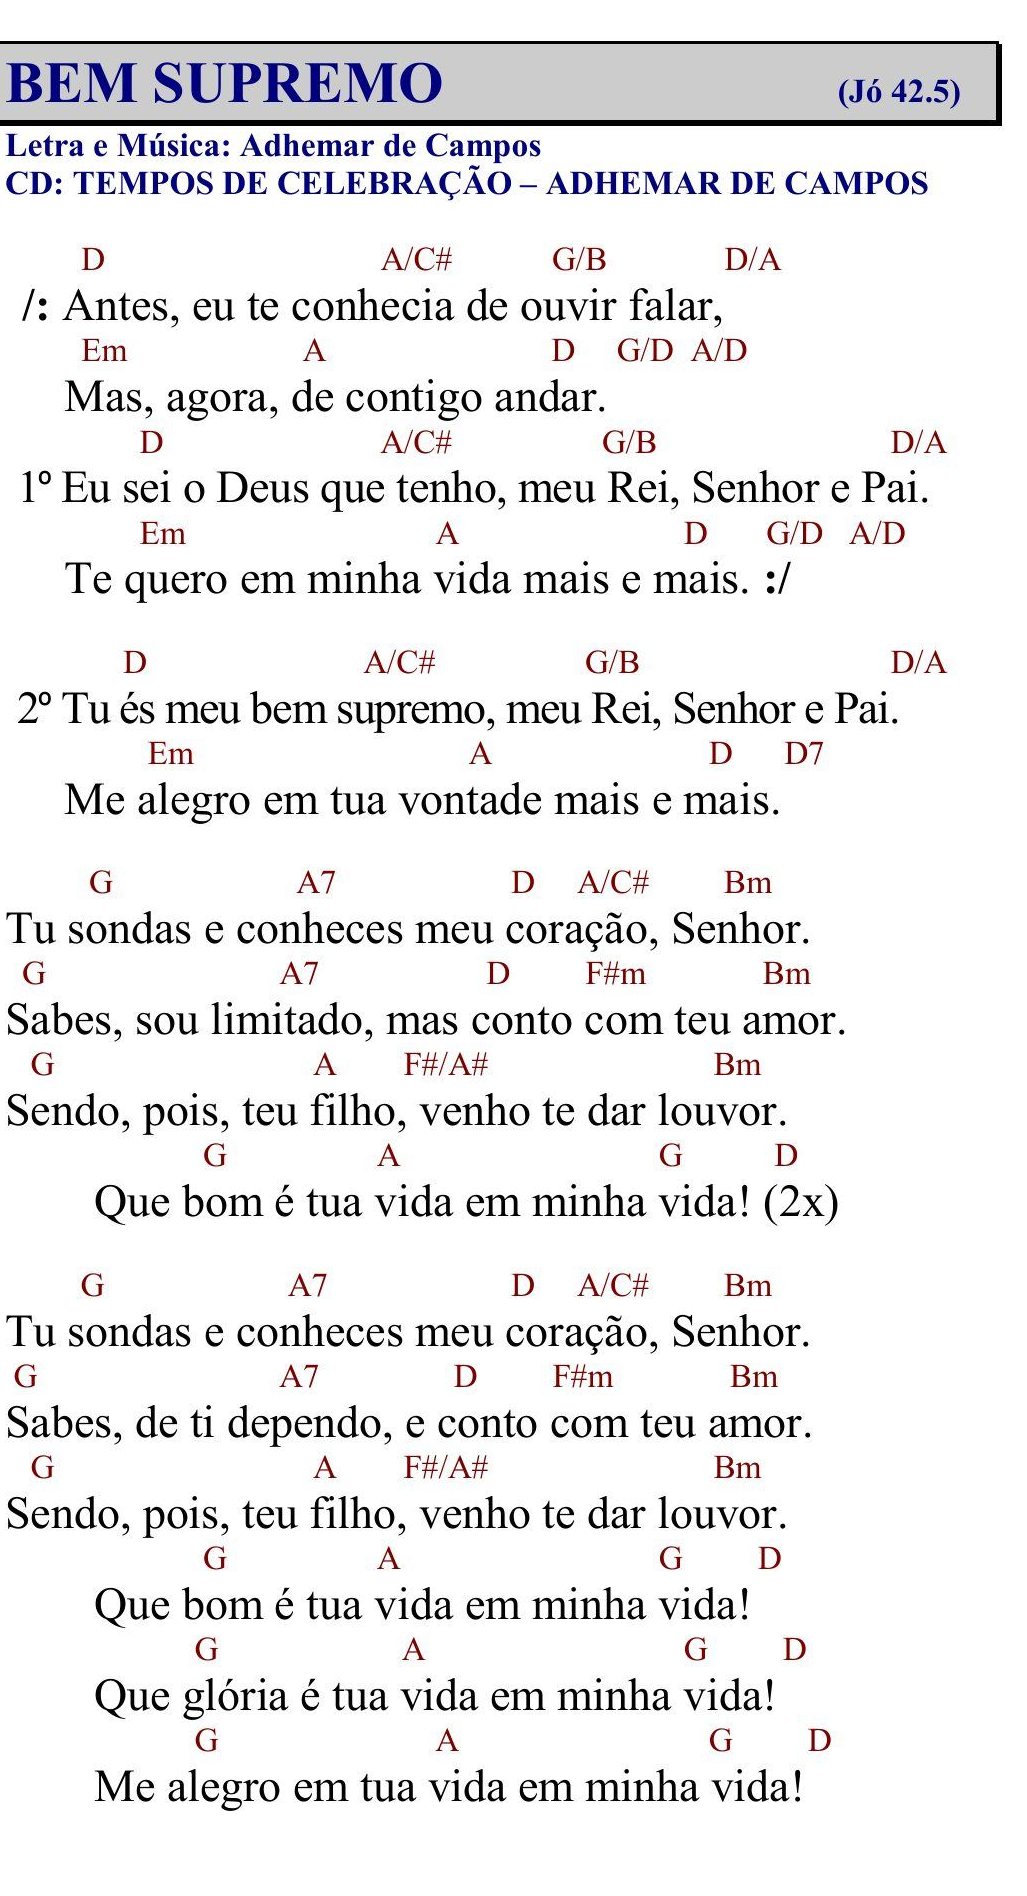 BEM SUPREMO (Jó 42.5)
Letra e Música: Adhemar de Campos
CD: TEMPOS DE CELEBRAÇÃO – ADHEMAR DE CAMPOS
D A/C# G/B D/A
/: Antes, eu te conhecia de ouvir falar,
Em A D G/D A/D
Mas, agora, de contigo andar.
D A/C# G/B D/A
1º Eu sei o Deus que tenho, meu Rei, Senhor e Pai.
Em A D G/D A/D
Te quero em minha vida mais e mais. :/
D A/C# G/B D/A
2º Tu és meu bem supremo, meu Rei, Senhor e Pai.
Em A D D7
Me alegro em tua vontade mais e mais.
G A7 D A/C# Bm
Tu sondas e conheces meu coração, Senhor.
G A7 D F#m Bm
Sabes, sou limitado, mas conto com teu amor.
G A F#/A# Bm
Sendo, pois, teu filho, venho te dar louvor.
G A G D
Que bom é tua vida em minha vida! (2x)
G A7 D A/C# Bm
Tu sondas e conheces meu coração, Senhor.
G A7 D F#m Bm
Sabes, de ti dependo, e conto com teu amor.
G A F#/A# Bm
Sendo, pois, teu filho, venho te dar louvor.
G A G D
Que bom é tua vida em minha vida!
G A G D
Que glória é tua vida em minha vida!
G A G D
Me alegro em tua vida em minha vida!